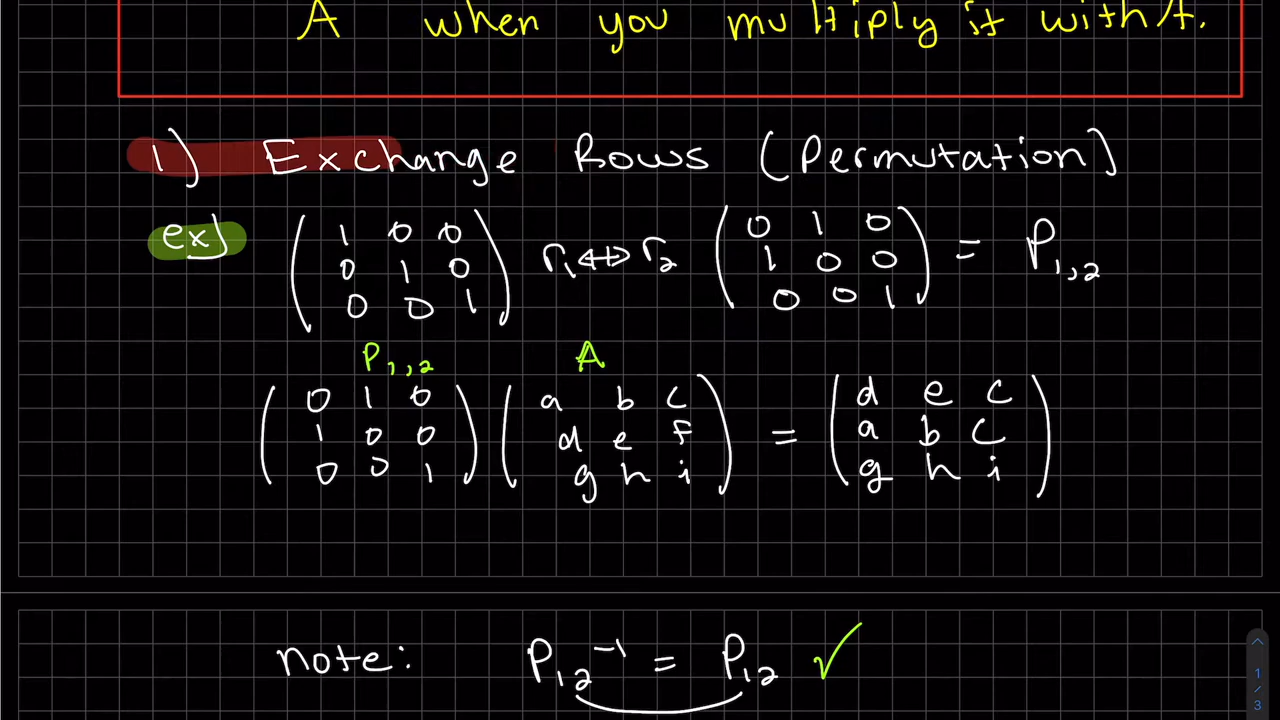 A when you multiply it with A.
1) Exchange Rows (Permutation)
ex) ( 1 0 0 ) r₁ ↔ r₂ ( 0 1 0 ) = P₁,₂
0 1 0 1 0 0
0 0 1 0 0 1
P₁,₂ A
( 0 1 0 ) ( a b c ) = ( d e c )
1 0 0 d e f a b c
0 0 1 g h i g h i
note: P₁₂⁻¹ = P₁₂ ✓
1
/
3